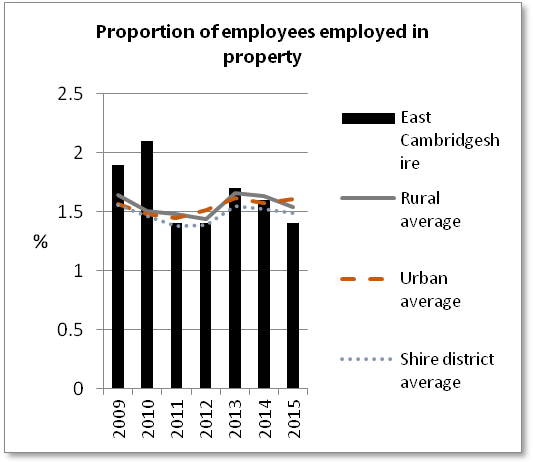 Proportion of employees employed in
property
2.5
2
1.5
1
0.5
0
%
2009
2010
2011
2012
2013
2014
2015
East
Cambridgesh
ire
Rural
average
Urban
average
Shire district
average